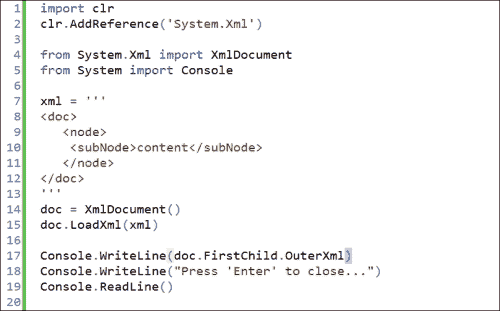 1 import clr
2 clr.AddReference('System.Xml')
3
4 from System.Xml import XmlDocument
5 from System import Console
6
7 xml = '''
8 <doc>
9    <node>
10     <subNode>content</subNode>
11    </node>
12 </doc>
13 '''
14 doc = XmlDocument()
15 doc.LoadXml(xml)
16
17 Console.WriteLine(doc.FirstChild.OuterXml)
18 Console.WriteLine("Press 'Enter' to close...")
19 Console.ReadLine()
20